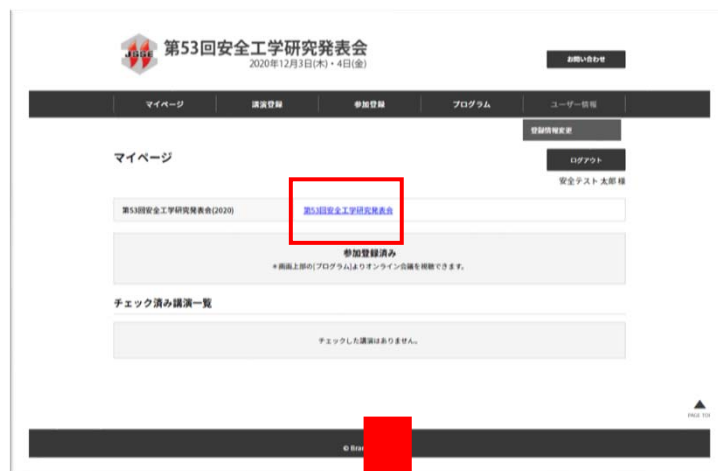 JSSE
第53回安全工学研究発表会
2020年12月3日(木)・4日(金)
お問い合わせ
マイページ 講演登録 参加登録 プログラム ユーザー情報
登録情報変更
マイページ
ログアウト
安全テスト 太郎 様
第53回安全工学研究発表会(2020) 第53回安全工学研究発表会
参加登録済み
*画面上部の[プログラム]よりオンライン会議を視聴できます。
チェック済み講演一覧
チェックした講演はありません。
PAGE TOP
©